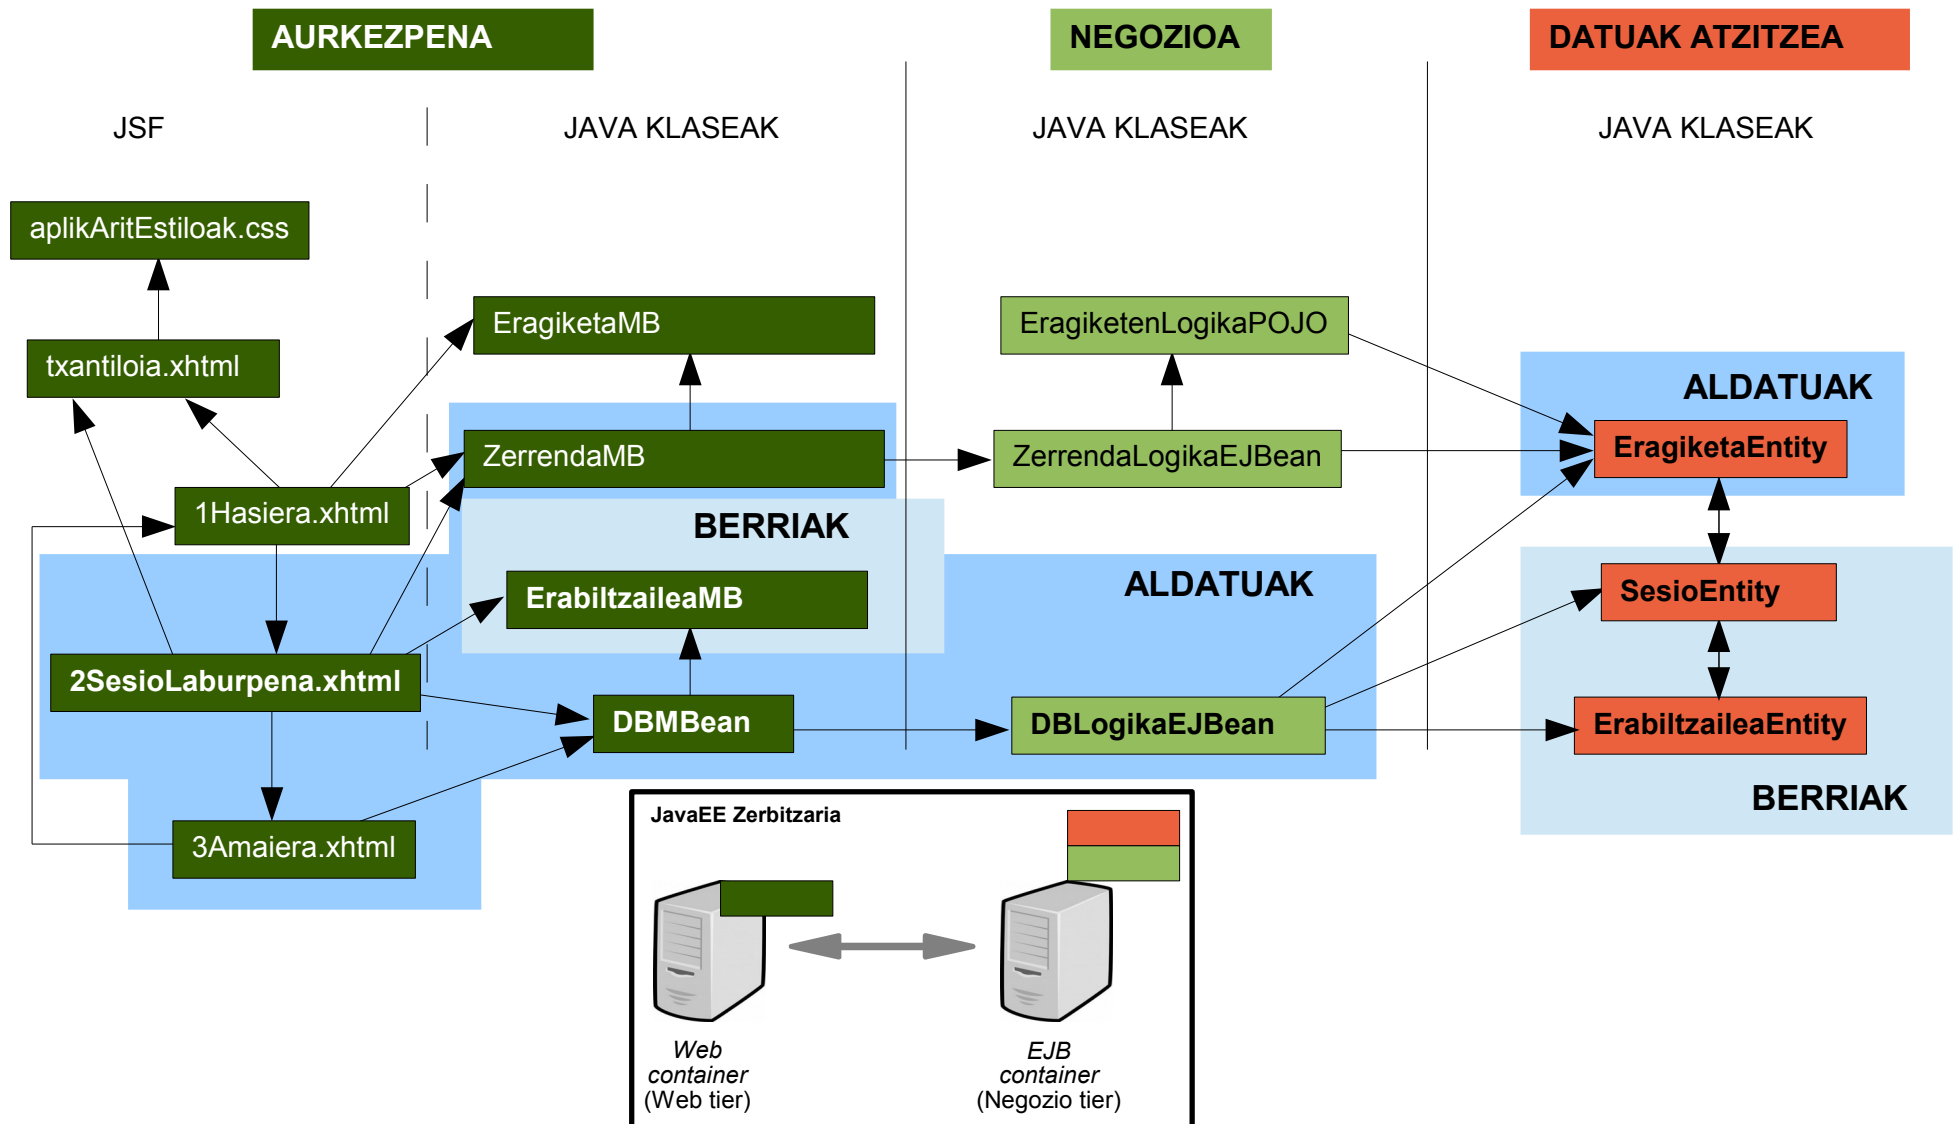 AURKEZPENA
NEGOZIOA
DATUAK ATZITZEA
JSF
JAVA KLASEAK
JAVA KLASEAK
JAVA KLASEAK
aplikAritEstiloak.css
txantiloia.xhtml
EragiketaMB
EragiketenLogikaPOJO
ALDATUAK
ZerrendaMB
ZerrendaLogikaEJBean
EragiketaEntity
1Hasiera.xhtml
BERRIAK
ErabiltzaileaMB
ALDATUAK
SesioEntity
2SesioLaburpena.xhtml
DBMBean
DBLogikaEJBean
ErabiltzaileaEntity
BERRIAK
3Amaiera.xhtml
JavaEE Zerbitzaria
Web
container
(Web tier)
EJB
container
(Negozio tier)